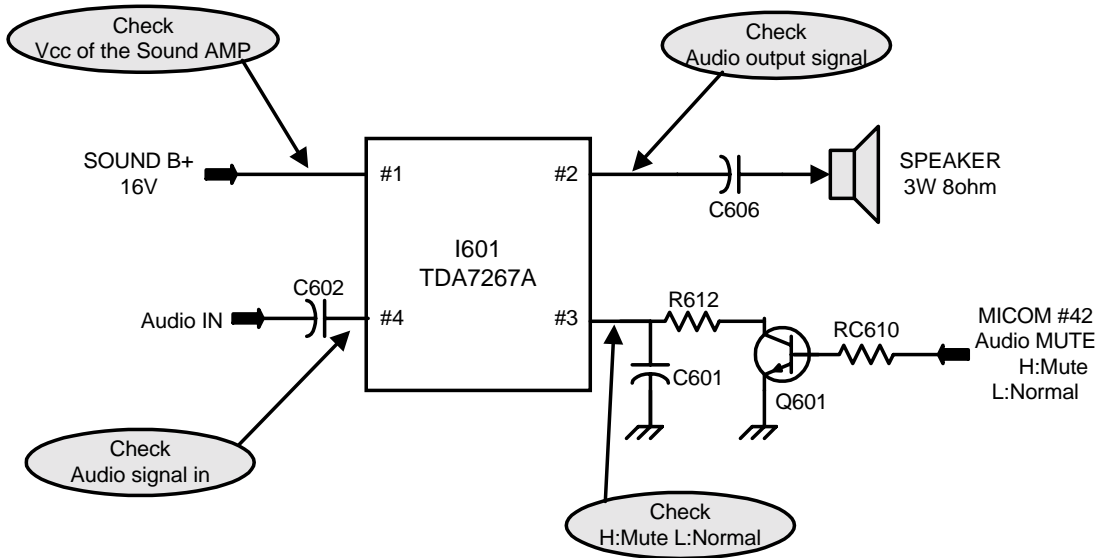 Check
Vcc of the Sound AMP
Check
Audio output signal
SOUND B+
16V
#1
#2
C606
SPEAKER
3W 8ohm
I601
TDA7267A
Audio IN
C602
#4
#3
R612
C601
Q601
RC610
MICOM #42
Audio MUTE
H:Mute
L:Normal
Check
Audio signal in
Check
H:Mute L:Normal